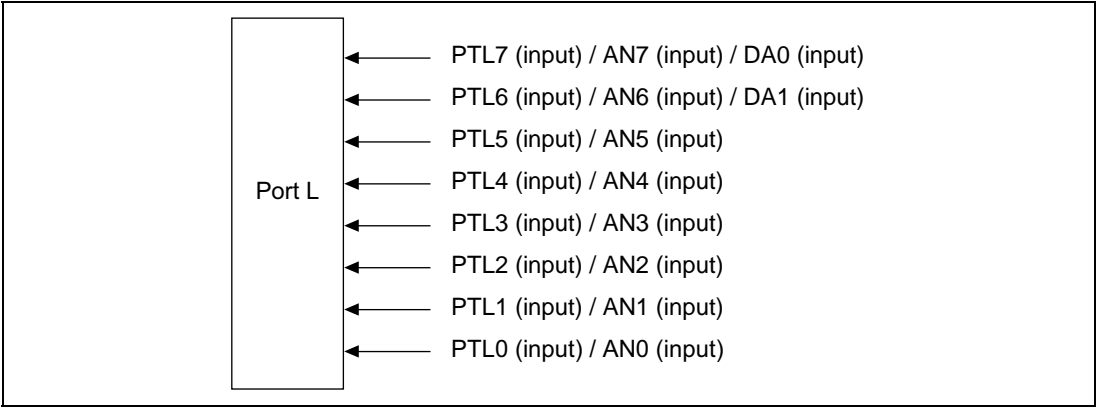 Port L
PTL7 (input) / AN7 (input) / DA0 (input)
PTL6 (input) / AN6 (input) / DA1 (input)
PTL5 (input) / AN5 (input)
PTL4 (input) / AN4 (input)
PTL3 (input) / AN3 (input)
PTL2 (input) / AN2 (input)
PTL1 (input) / AN1 (input)
PTL0 (input) / AN0 (input)